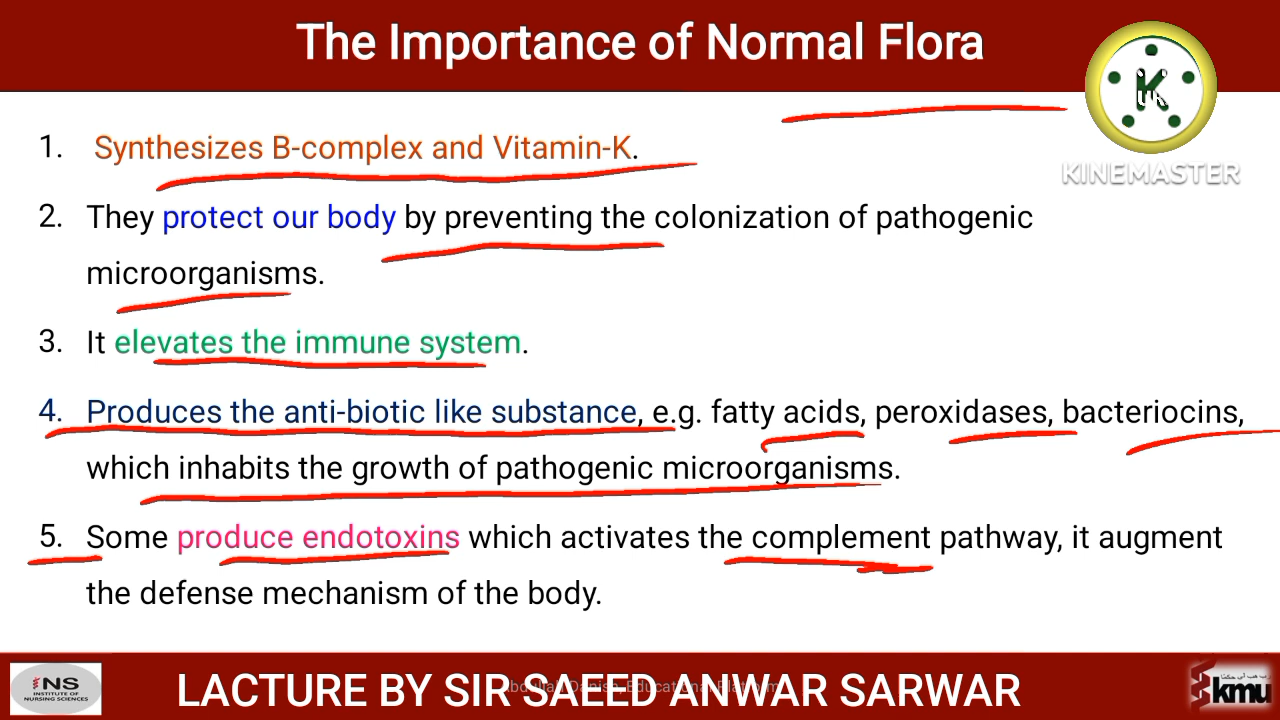 The Importance of Normal Flora
K
KINEMASTER
1. Synthesizes B-complex and Vitamin-K.
2. They protect our body by preventing the colonization of pathogenic
microorganisms.
3. It elevates the immune system.
4. Produces the anti-biotic like substance, e.g. fatty acids, peroxidases, bacteriocins,
which inhabits the growth of pathogenic microorganisms.
5. Some produce endotoxins which activates the complement pathway, it augment
the defense mechanism of the body.
INS
INSTITUTE OF
NURSING SCIENCES
LACTURE BY SIR SAEED ANWAR SARWAR
kmu